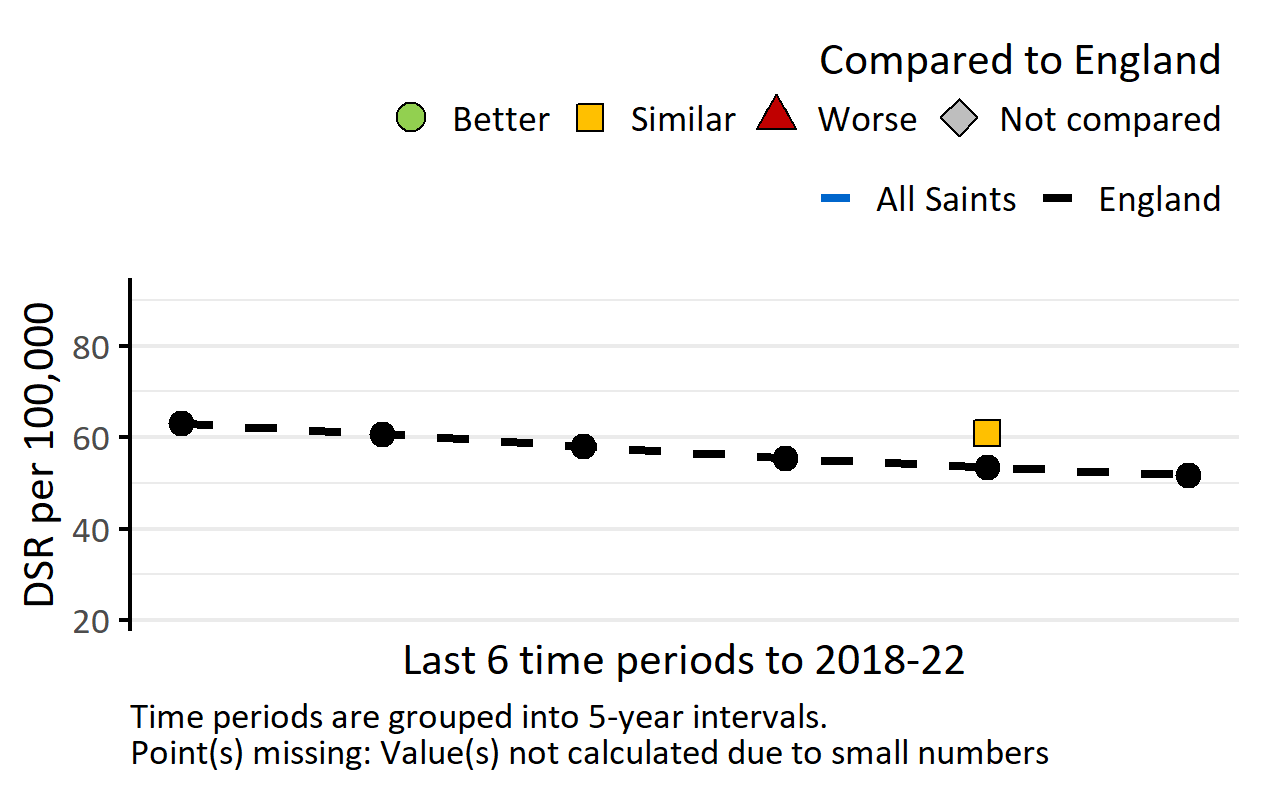 Compared to England
Better Similar Worse Not compared
All Saints England
DSR per 100,000
80
60
40
20
Last 6 time periods to 2018-22
Time periods are grouped into 5-year intervals.
Point(s) missing: Value(s) not calculated due to small numbers